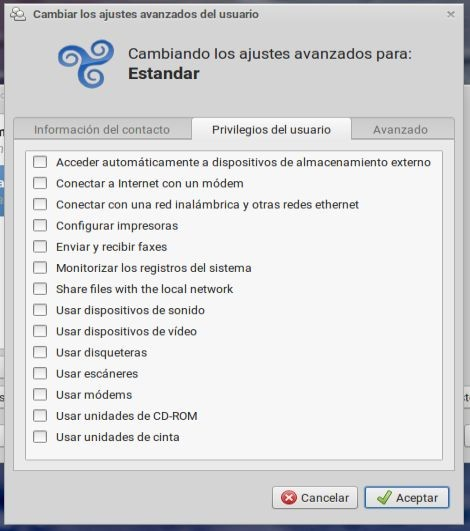 Cambiar los ajustes avanzados del usuario
Cambiando los ajustes avanzados para:
Estandar
Información del contacto
Privilegios del usuario
Avanzado
Acceder automáticamente a dispositivos de almacenamiento externo
Conectar a Internet con un módem
Conectar con una red inalámbrica y otras redes ethernet
Configurar impresoras
Enviar y recibir faxes
Monitorizar los registros del sistema
Share files with the local network
Usar dispositivos de sonido
Usar dispositivos de vídeo
Usar disqueteras
Usar escáneres
Usar módems
Usar unidades de CD-ROM
Usar unidades de cinta
Cancelar
Aceptar